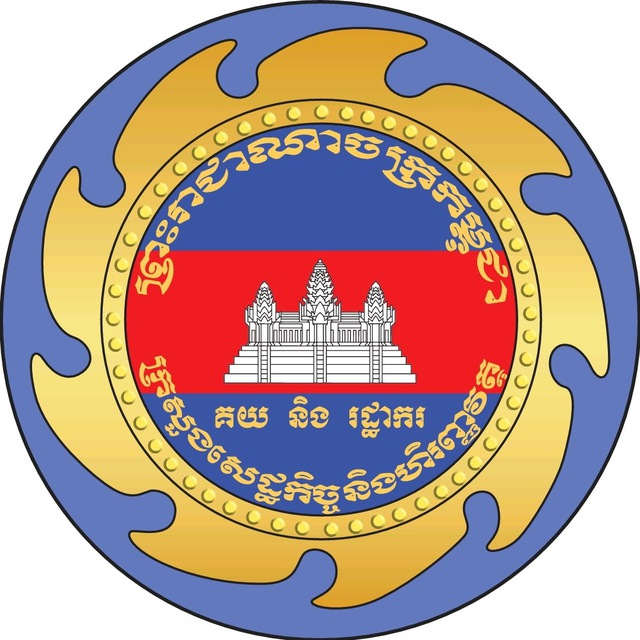 ព្រះរាជាណាចក្រកម្ពុជា
គយ និង រដ្ឋាករ
ក្រសួងសេដ្ឋកិច្ចនិងហិរញ្ញវត្ថុ